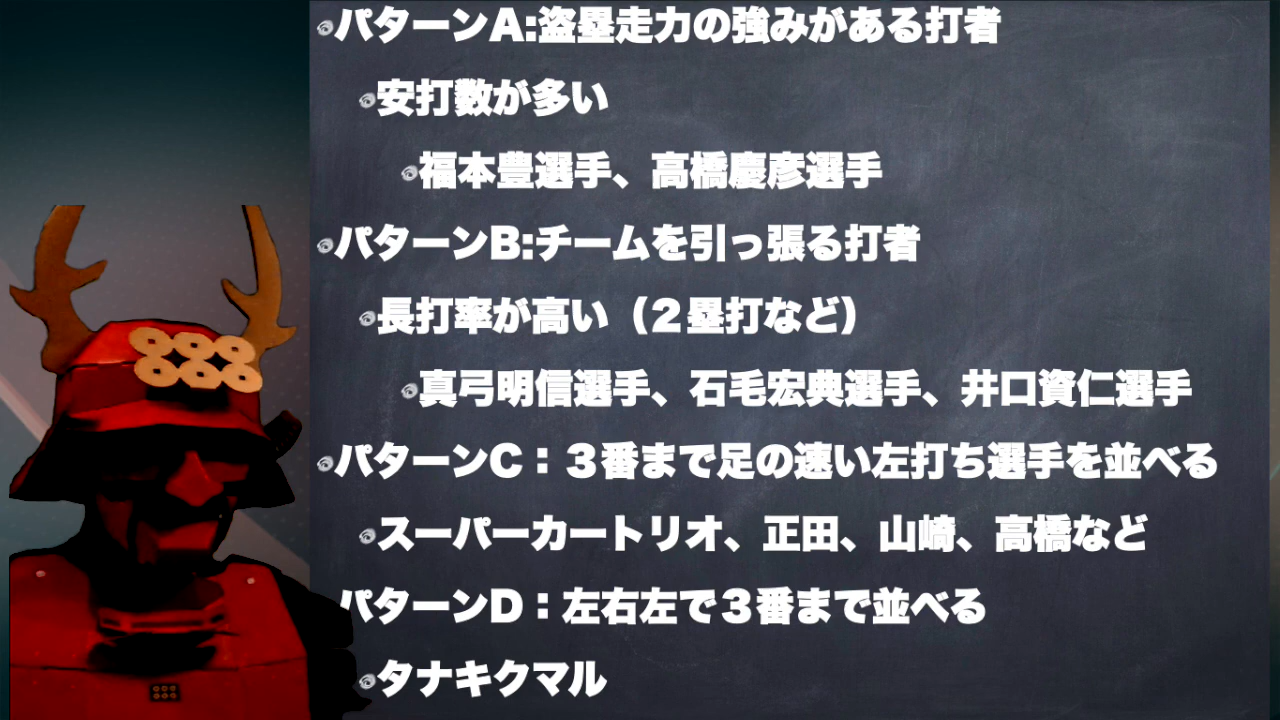 パターンA:盗塁走力の強みがある打者
安打数が多い
福本豊選手、高橋慶彦選手
パターンB:チームを引っ張る打者
長打率が高い（２塁打など）
真弓明信選手、石毛宏典選手、井口資仁選手
パターンC：３番まで足の速い左打ち選手を並べる
スーパーカートリオ、正田、山崎、高橋など
パターンD：左右左で３番まで並べる
タナキクマル